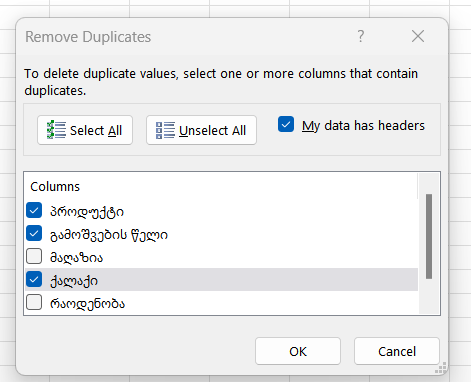 Remove Duplicates
To delete duplicate values, select one or more columns that contain
duplicates.
Select All
Unselect All
My data has headers
Columns
პროდუქტი
გამოშვების წელი
მაღაზია
ქალაქი
რაოდენობა
OK
Cancel